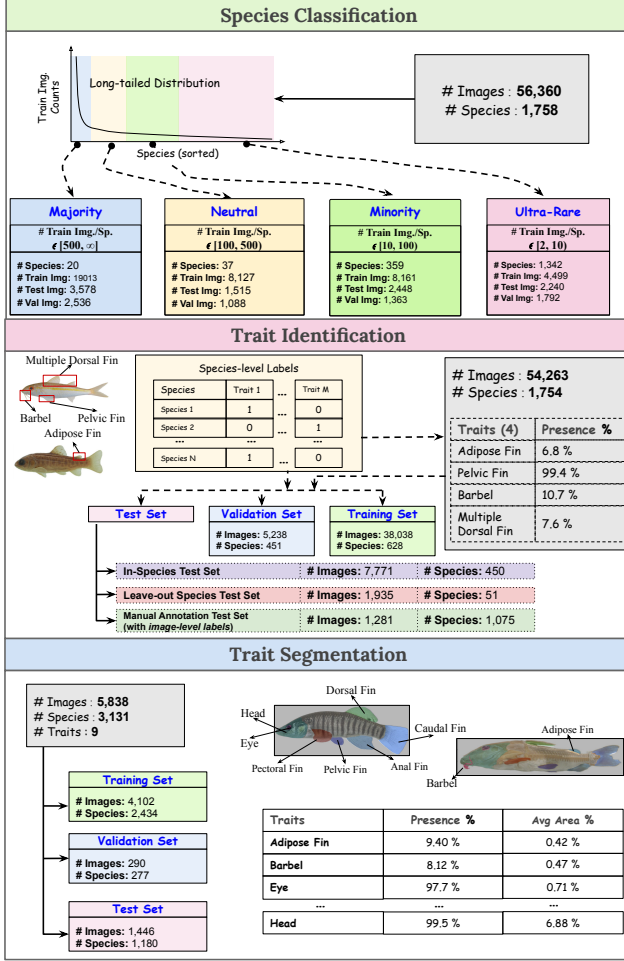 Species Classification
Train Img. Counts
Long-tailed Distribution
Species (sorted)
# Images : 56,360
# Species : 1,758
Majority
# Train Img./Sp.
ϵ [500, ∞]
# Species: 20
# Train Img: 19013
# Test Img: 3,578
# Val Img: 2,536
Neutral
# Train Img./Sp.
ϵ [100, 500)
# Species: 37
# Train Img: 8,127
# Test Img: 1,515
# Val Img: 1,088
Minority
# Train Img./Sp.
ϵ [10, 100)
# Species: 359
# Train Img: 8,161
# Test Img: 2,448
# Val Img: 1,363
Ultra-Rare
# Train Img./Sp.
ϵ [2, 10)
# Species: 1,342
# Train Img: 4,499
# Test Img: 2,240
# Val Img: 1,792
Trait Identification
Multiple Dorsal Fin
Barbel
Pelvic Fin
Adipose Fin
Species-level Labels
Species Trait 1 ... Trait M
Species 1 1 0
Species 2 0 ... 1
... ...
Species N 1 ... 0
# Images : 54,263
# Species : 1,754
Traits (4) Presence %
Adipose Fin 6.8 %
Pelvic Fin 99.4 %
Barbel 10.7 %
Multiple Dorsal Fin 7.6 %
Test Set
Validation Set
# Images: 5,238
# Species: 451
Training Set
# Images: 38,038
# Species: 628
In-Species Test Set # Images: 7,771 # Species: 450
Leave-out Species Test Set # Images: 1,935 # Species: 51
Manual Annotation Test Set
(with image-level labels) # Images: 1,281 # Species: 1,075
Trait Segmentation
# Images : 5,838
# Species : 3,131
# Traits : 9
Training Set
# Images: 4,102
# Species: 2,434
Validation Set
# Images: 290
# Species: 277
Test Set
# Images: 1,446
# Species: 1,180
Dorsal Fin
Head
Eye
Pectoral Fin
Pelvic Fin
Anal Fin
Caudal Fin
Adipose Fin
Barbel
Traits Presence % Avg Area %
Adipose Fin 9.40 % 0.42 %
Barbel 8,12 % 0.47 %
Eye 97.7 % 0.71 %
... ... ...
Head 99.5 % 6.88 %